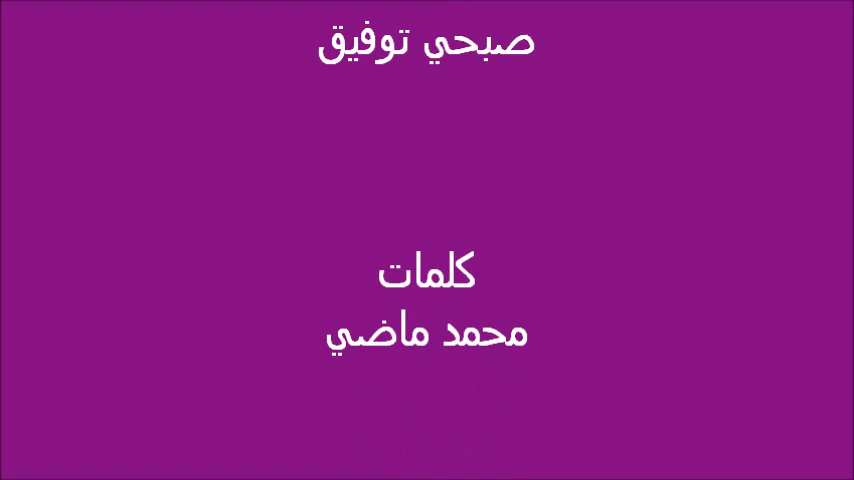 صبحي توفيق
كلمات
محمد ماضي